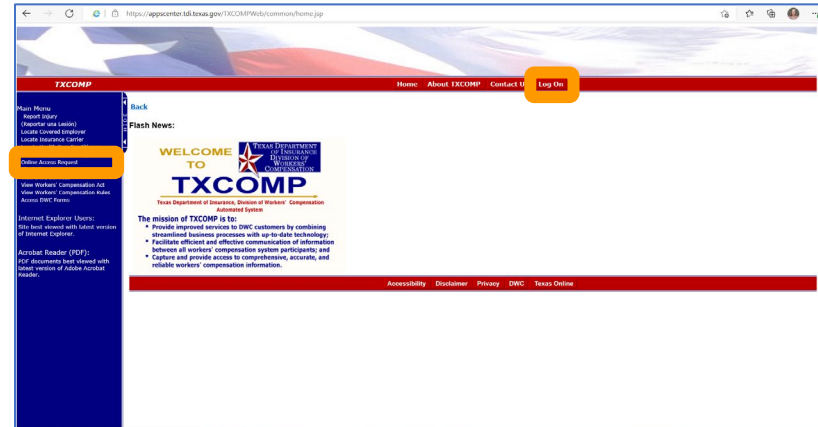 https://appscenter.tdi.texas.gov/TXCOMPWeb/common/home.jsp
TXCOMP
Home About TXCOMP Contact U Log On
Main Menu
Report Injury
(Reportar una Lesión)
Locate Covered Employer
Locate Insurance Carrier
Online Access Request
View Workers' Compensation Act
View Workers' Compensation Rules
Access DWC Forms
Internet Explorer Users:
Site best viewed with latest version
of Internet Explorer.
Acrobat Reader (PDF):
PDF documents best viewed with
latest version of Adobe Acrobat
Reader.
Back
Flash News:
WELCOME
TO
TEXAS DEPARTMENT
OF INSURANCE
DIVISION OF
WORKERS'
COMPENSATION
TXCOMP
Texas Department of Insurance, Division of Workers' Compensation
Automated System
The mission of TXCOMP is to:
• Provide improved services to DWC customers by combining
streamlined business processes with up-to-date technology;
• Facilitate efficient and effective communication of information
between all workers' compensation system participants; and
• Capture and provide access to comprehensive, accurate, and
reliable workers' compensation information.
Accessibility Disclaimer Privacy DWC Texas Online